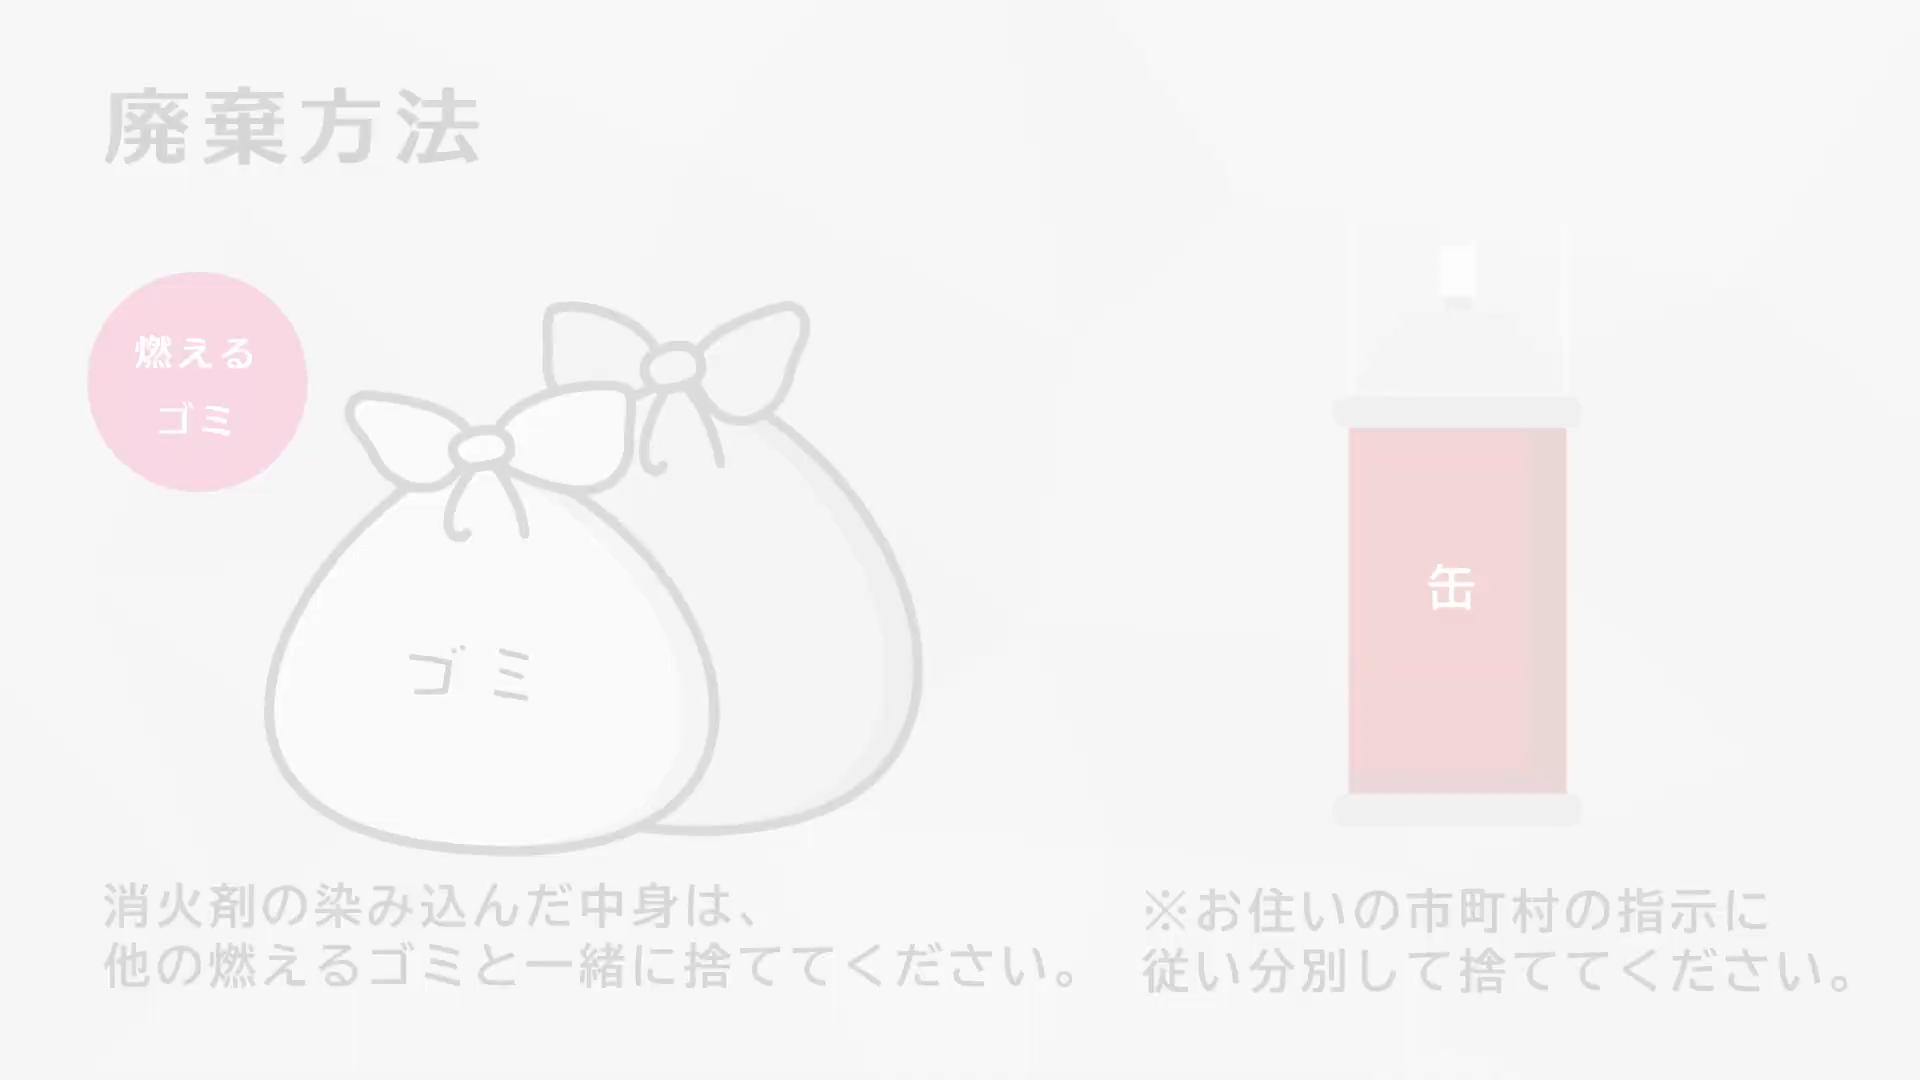 廃棄方法
燃える
ゴミ
ゴミ
缶
消火剤の染み込んだ中身は、
他の燃えるゴミと一緒に捨ててください。
※お住いの市町村の指示に
従い分別して捨ててください。